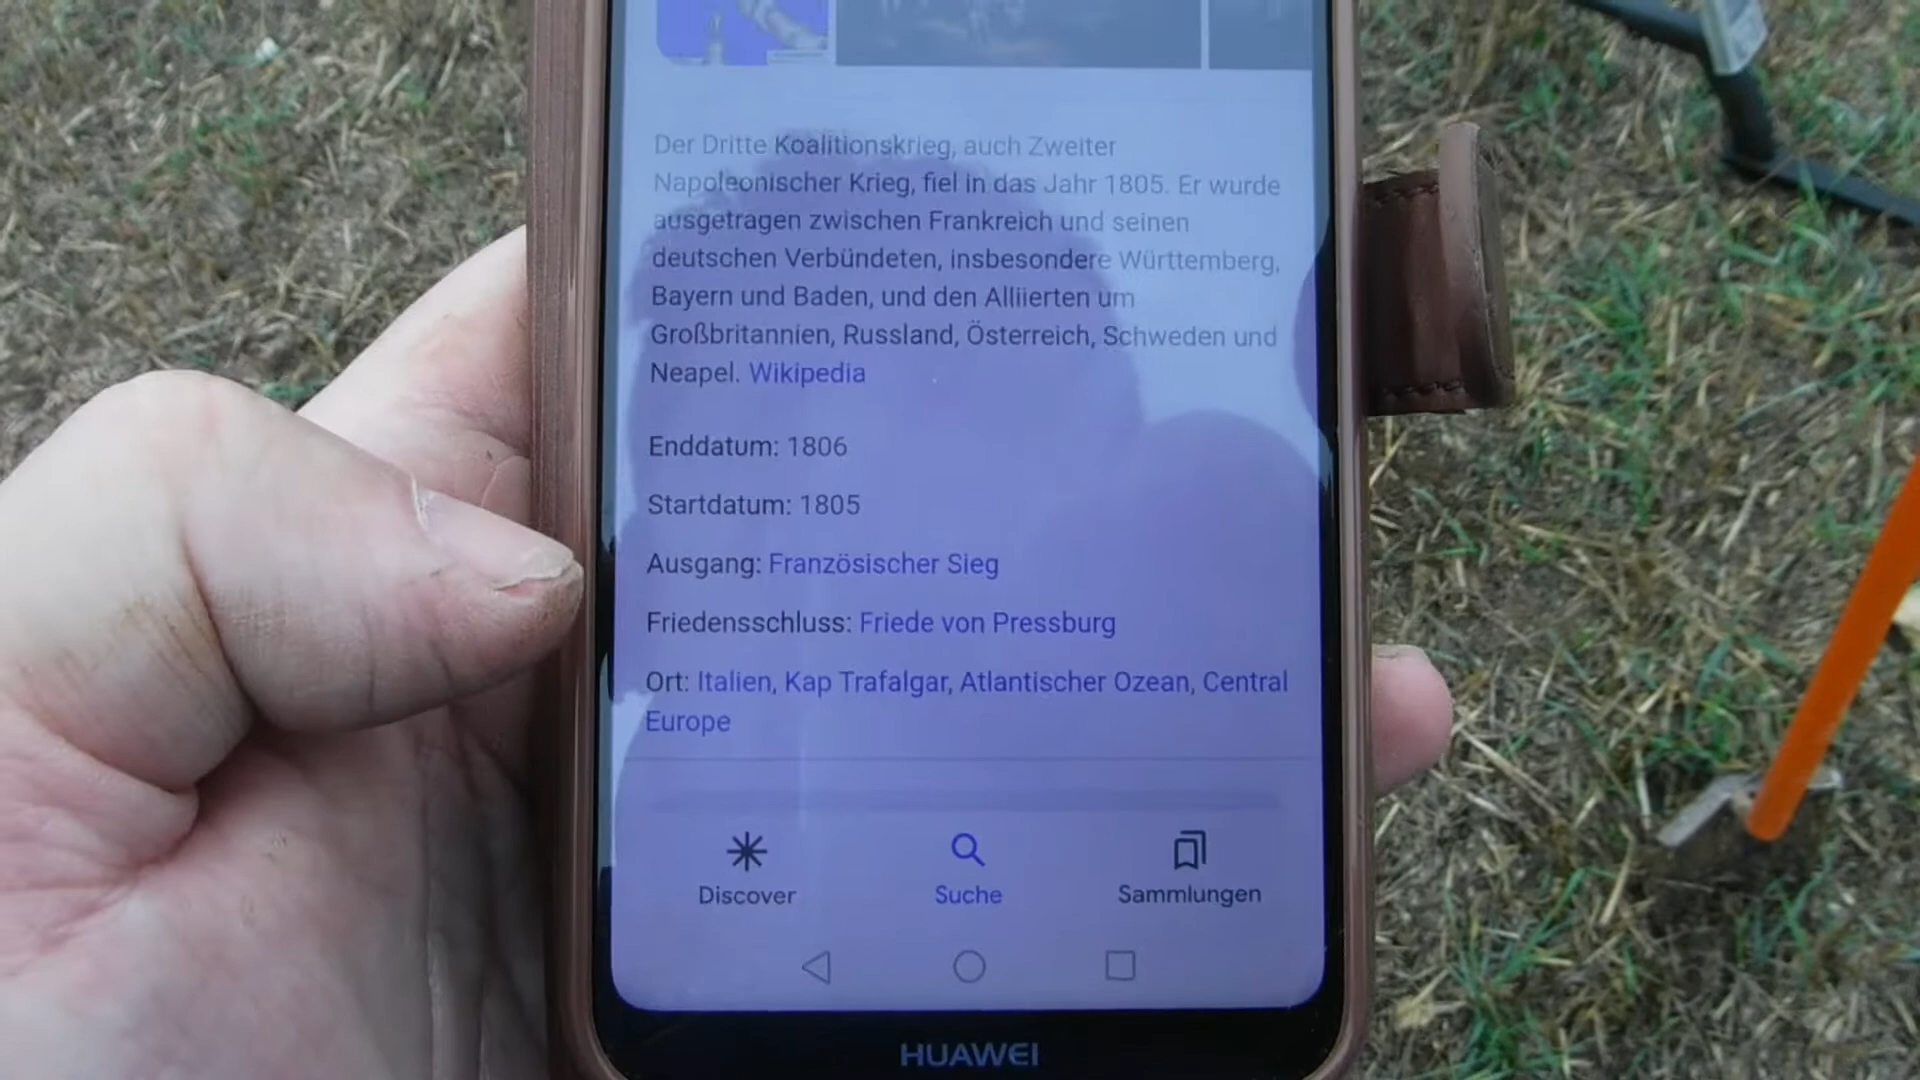 Der Dritte Koalitionskrieg, auch Zweiter
Napoleonischer Krieg, fiel in das Jahr 1805. Er wurde
ausgetragen zwischen Frankreich und seinen
deutschen Verbündeten, insbesondere Württemberg,
Bayern und Baden, und den Alliierten um
Großbritannien, Russland, Österreich, Schweden und
Neapel. Wikipedia
Enddatum: 1806
Startdatum: 1805
Ausgang: Französischer Sieg
Friedensschluss: Friede von Pressburg
Ort: Italien, Kap Trafalgar, Atlantischer Ozean, Central
Europe
Discover
Suche
Sammlungen
HUAWEI